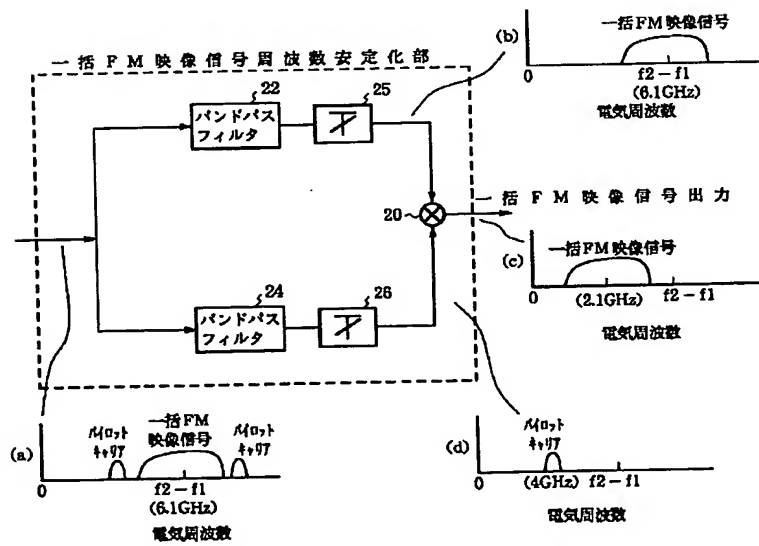 一括FM映像信号周波数安定化部
22
バンドパス
フィルタ
25
20
24
バンドパス
フィルタ
26
一括FM映像信号出力
(b)
一括FM映像信号
0
f2−f1
(6.1GHz)
電気周波数
(c)
一括FM映像信号
0
(2.1GHz)
f2−f1
電気周波数
(a)
パイロット
キャリア
一括FM
映像信号
パイロット
キャリア
0
f2−f1
(6.1GHz)
電気周波数
(d)
パイロット
キャリア
0
(4GHz)
f2−f1
電気周波数